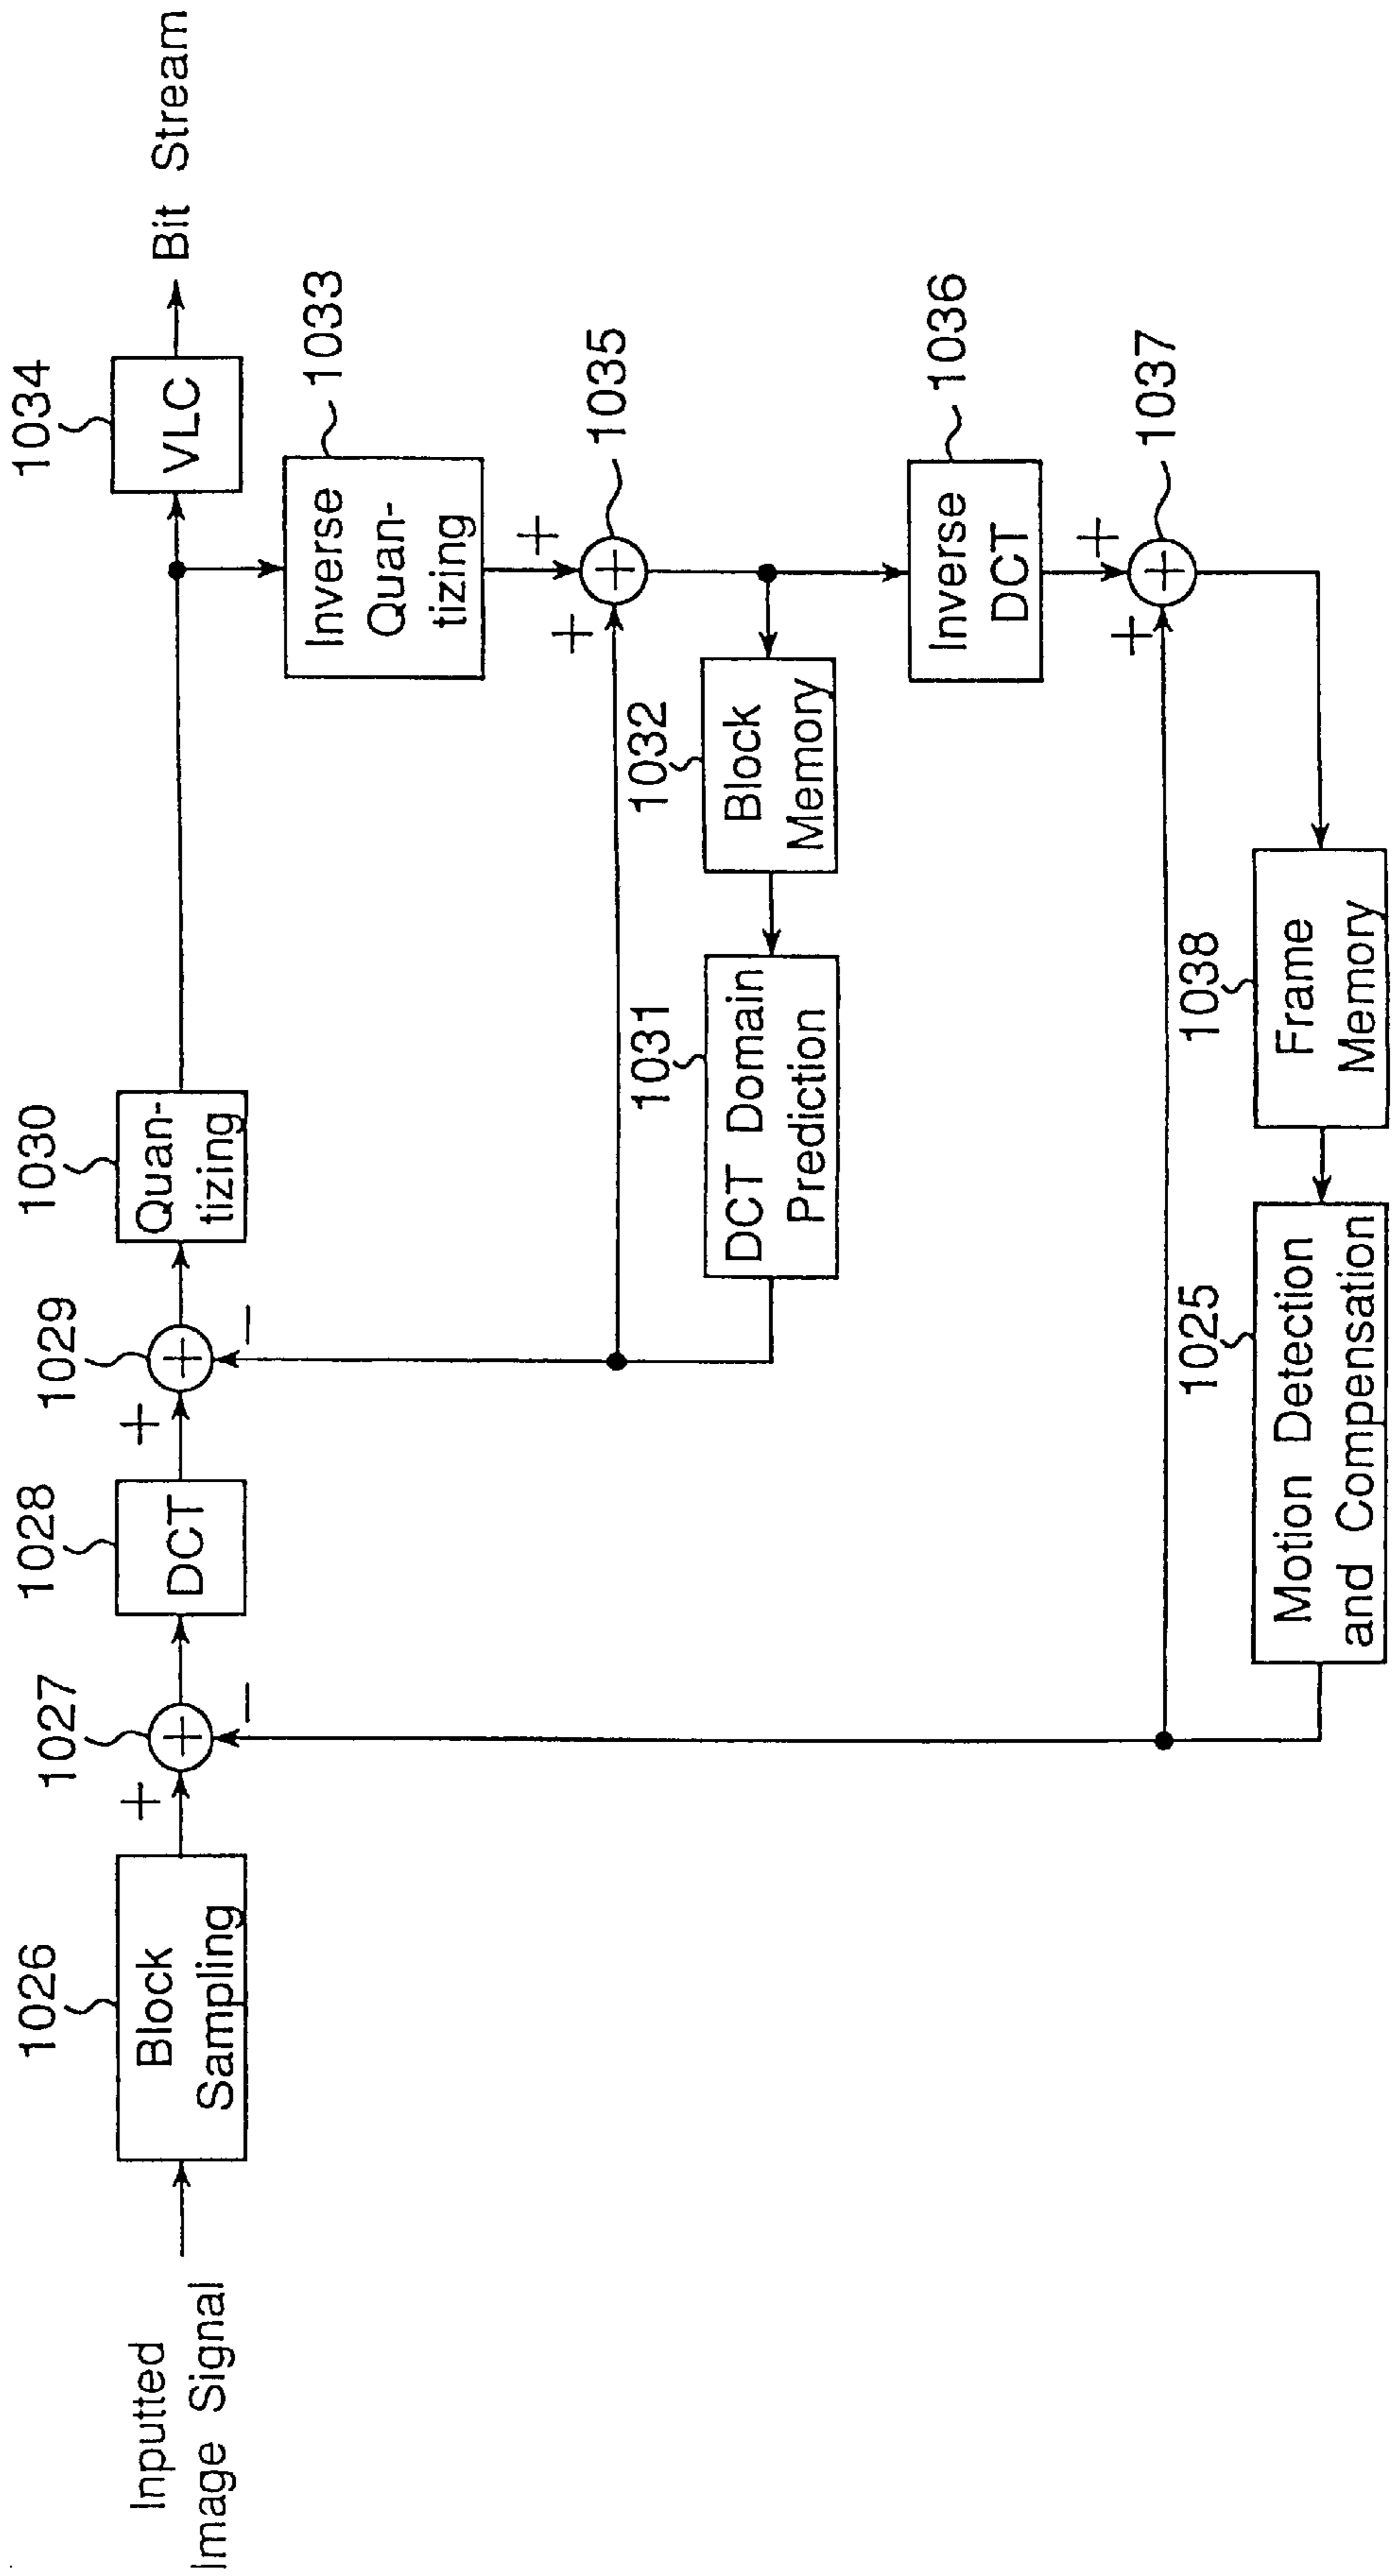 Inputted
Image Signal
1026
Block
Sampling
+
1027
+
−
1028
DCT
+
1029
+
−
1030
Quan-
tizing
1034
VLC
Bit Stream
1033
Inverse
Quan-
tizing
+
+
+
1035
1031
DCT Domain
Prediction
1032
Block
Memory
1036
Inverse
DCT
+
+
+
1037
1025
Motion Detection
and Compensation
1038
Frame
Memory